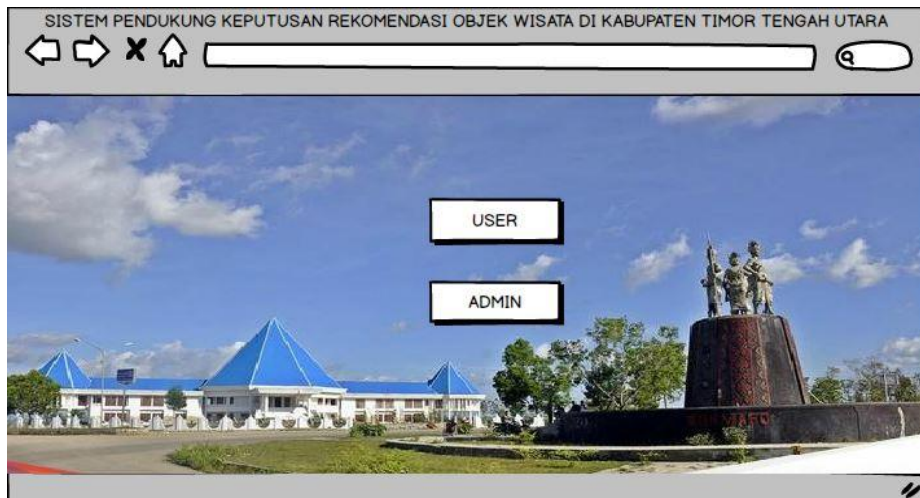 SISTEM PENDUKUNG KEPUTUSAN REKOMENDASI OBJEK WISATA DI KABUPATEN TIMOR TENGAH UTARA
USER
ADMIN